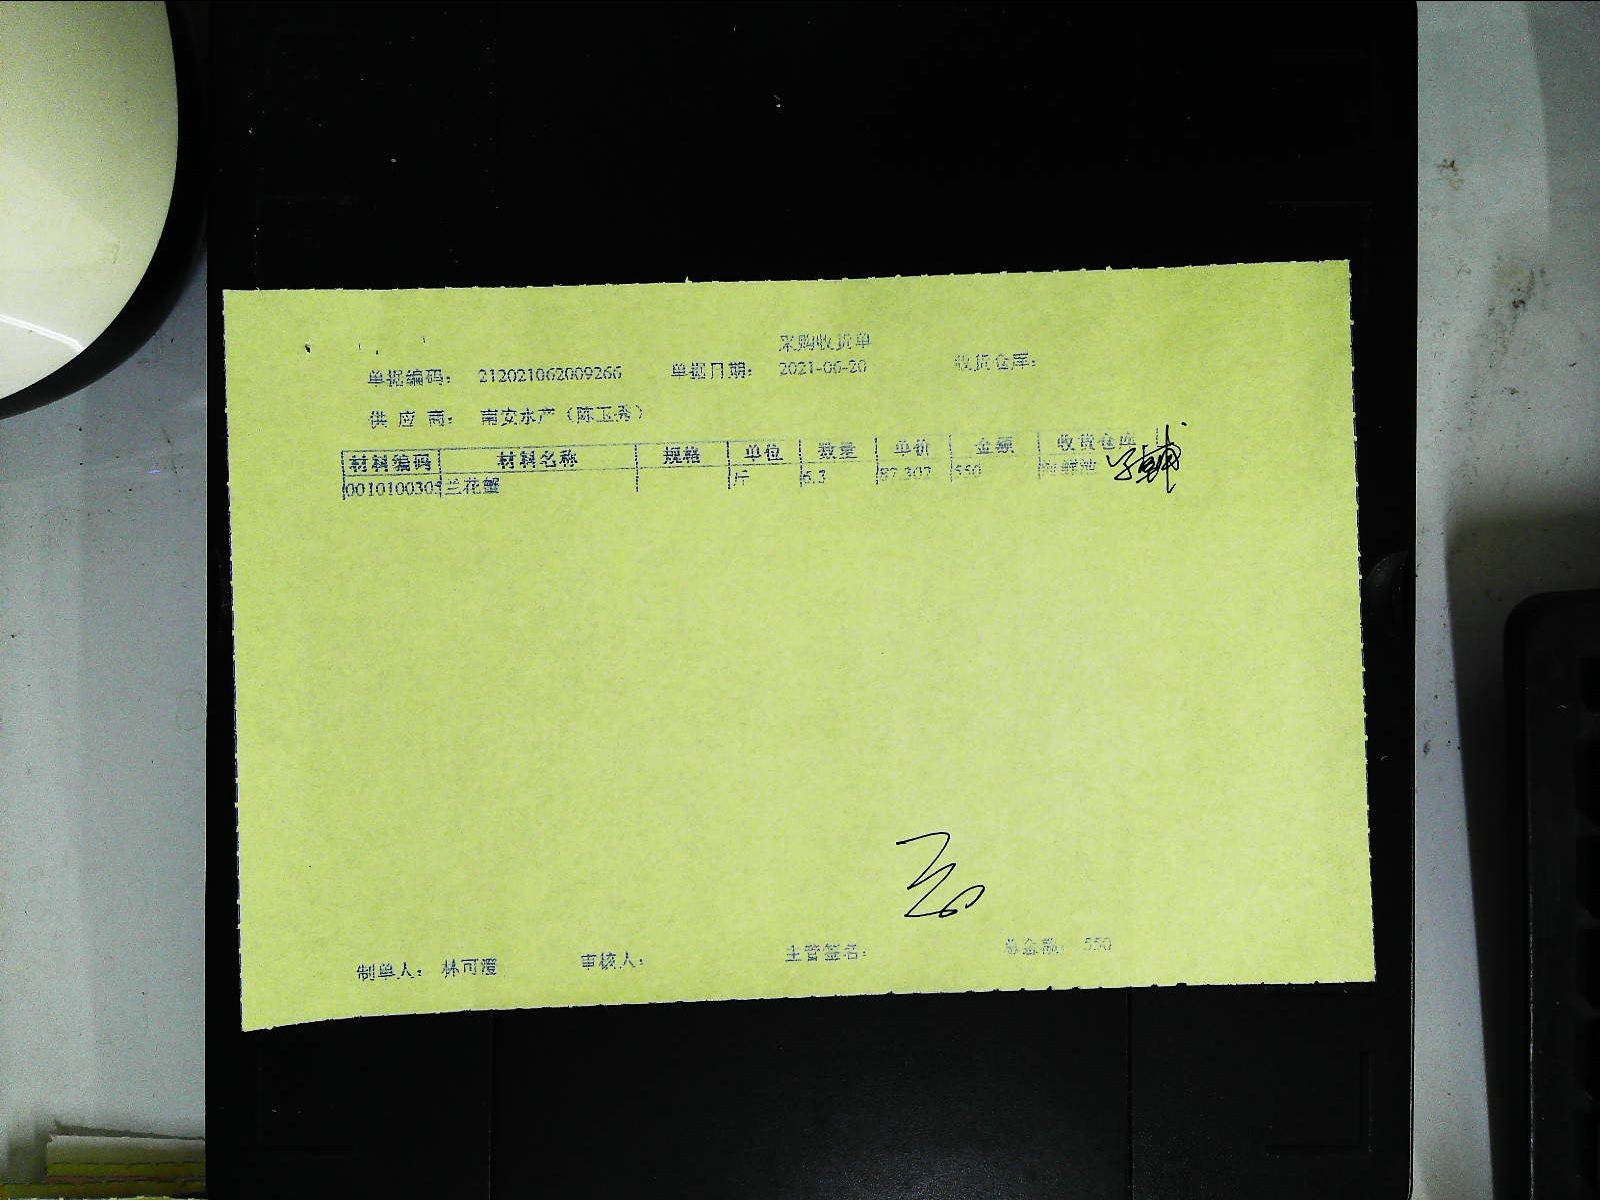 采购收货单
单据编码： 212021062009266 单据日期： 2021-06-20 收货仓库：
供应商： 南安水产（陈玉秀）
材料编码 材料名称 规格 单位 数量 单价 金额 收货仓库
0010100305 兰花蟹 斤 6.3 87.302 550 海鲜池
制单人： 林可澄 审核人： 主管签名： 总金额： 550